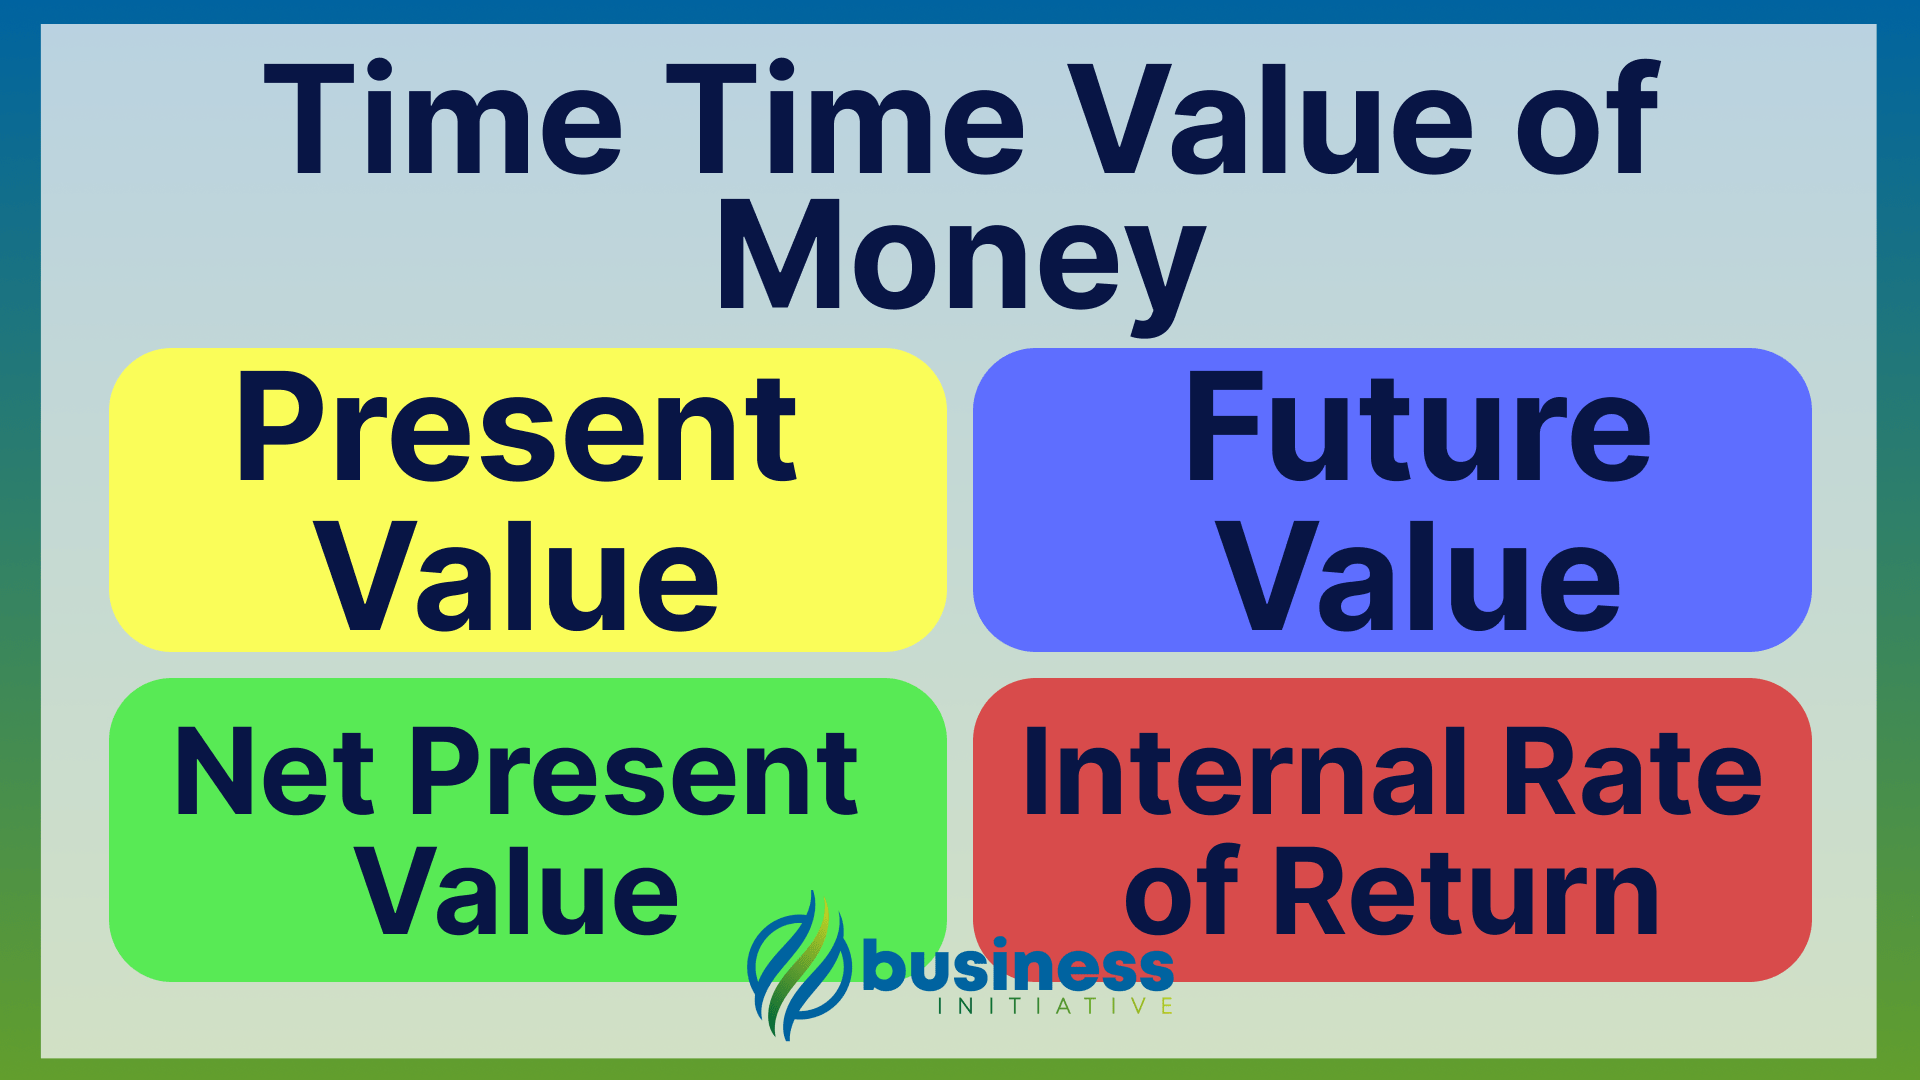 Time Time Value of
Money
Present
Value
Future
Value
Net Present
Value
Internal Rate
of Return
business
INITIATIVE